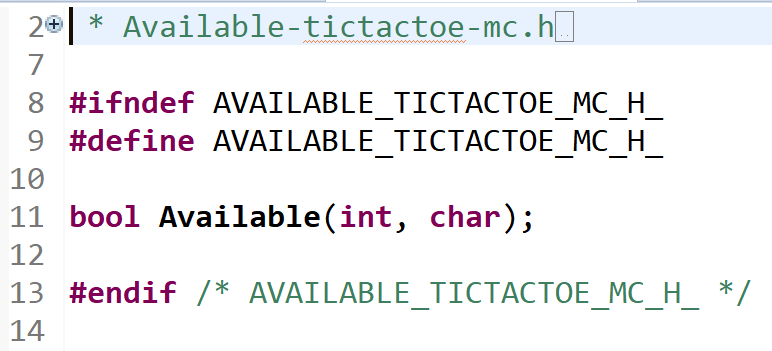 2 * Available-tictactoe-mc.h
7
8 #ifndef AVAILABLE_TICTACTOE_MC_H_
9 #define AVAILABLE_TICTACTOE_MC_H_
10
11 bool Available(int, char);
12
13 #endif /* AVAILABLE_TICTACTOE_MC_H_ */
14